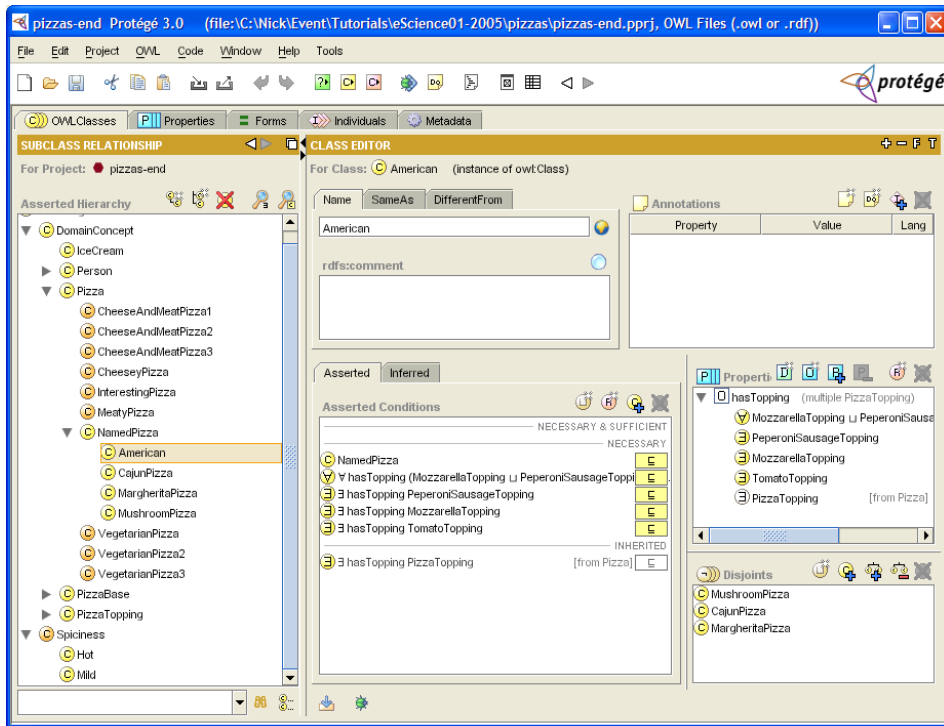 pizzas-end Protégé 3.0 (file:\C:\Nick\Event\Tutorials\eScience01-2005\pizzas\pizzas-end.pprj, OWL Files (.owl or .rdf))
File Edit Project OWL Code Window Help Tools
protégé
OWLClasses Properties Forms Individuals Metadata
SUBCLASS RELATIONSHIP
For Project: pizzas-end
Asserted Hierarchy
DomainConcept
IceCream
Person
Pizza
CheeseAndMeatPizza1
CheeseAndMeatPizza2
CheeseAndMeatPizza3
CheeseyPizza
InterestingPizza
MeatyPizza
NamedPizza
American
CajunPizza
MargheritaPizza
MushroomPizza
VegetarianPizza
VegetarianPizza2
VegetarianPizza3
PizzaBase
PizzaTopping
Spiciness
Hot
Mild
CLASS EDITOR
For Class: American (instance of owl:Class)
Name SameAs DifferentFrom
American
rdfs:comment
Annotations
Property Value Lang
Asserted Inferred
Asserted Conditions
NECESSARY & SUFFICIENT
NECESSARY
NamedPizza
∀ hasTopping (MozzarellaTopping ⊔ PeperoniSausageToppi
∃ hasTopping PeperoniSausageTopping
∃ hasTopping MozzarellaTopping
∃ hasTopping TomatoTopping
INHERITED
∃ hasTopping PizzaTopping [from Pizza]
Properti
hasTopping (multiple PizzaTopping)
MozzarellaTopping ⊔ PeperoniSausa
PeperoniSausageTopping
MozzarellaTopping
TomatoTopping
PizzaTopping [from Pizza]
Disjoints
MushroomPizza
CajunPizza
MargheritaPizza